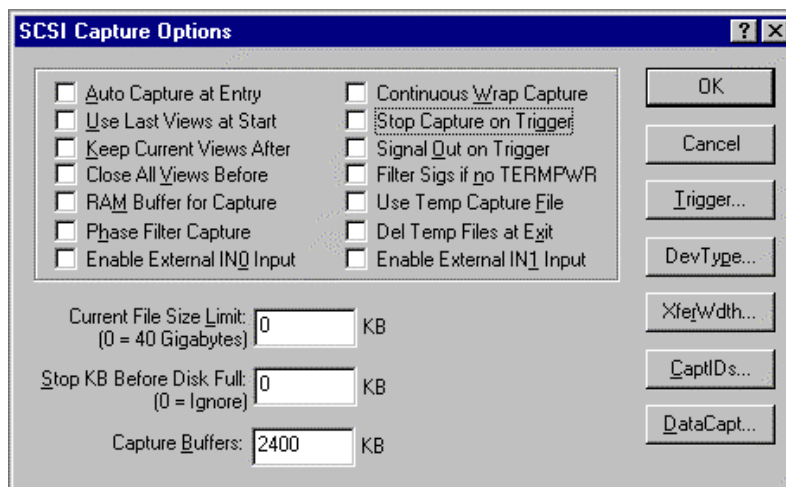 SCSI Capture Options
Auto Capture at Entry
Use Last Views at Start
Keep Current Views After
Close All Views Before
RAM Buffer for Capture
Phase Filter Capture
Enable External IN0 Input
Continuous Wrap Capture
Stop Capture on Trigger
Signal Out on Trigger
Filter Sigs if no TERMPWR
Use Temp Capture File
Del Temp Files at Exit
Enable External IN1 Input
Current File Size Limit: 0 KB
(0 = 40 Gigabytes)
Stop KB Before Disk Full: 0 KB
(0 = Ignore)
Capture Buffers: 2400 KB
OK
Cancel
Trigger...
DevType...
XferWdth...
CaptIDs...
DataCapt...